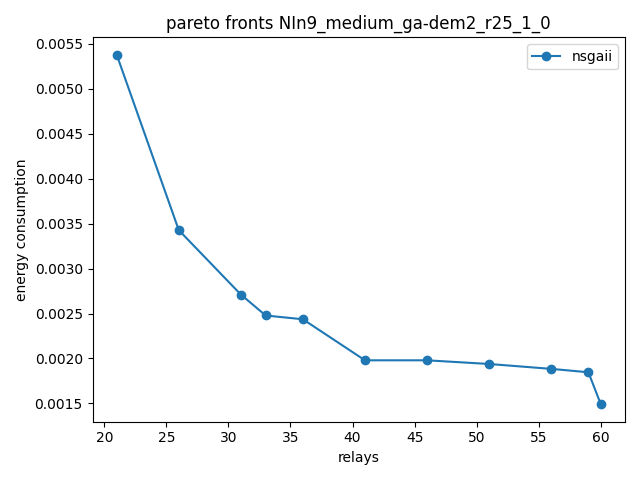 pareto fronts NIn9_medium_ga-dem2_r25_1_0
nsgaii
energy consumption
0.0055
0.0050
0.0045
0.0040
0.0035
0.0030
0.0025
0.0020
0.0015
20 25 30 35 40 45 50 55 60
relays